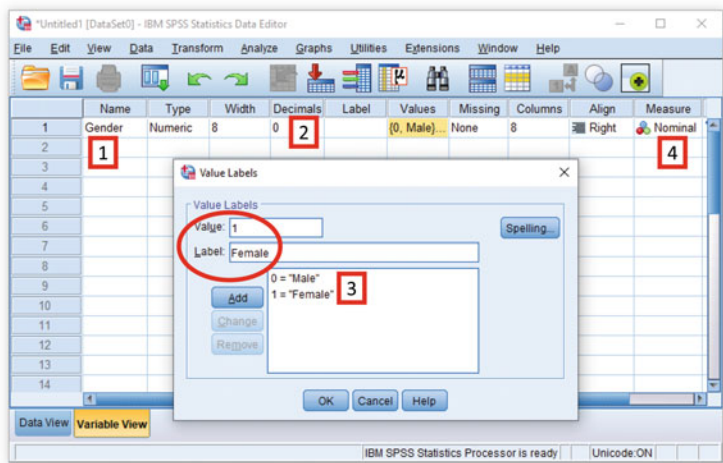 *Untitled1 [DataSet0] - IBM SPSS Statistics Data Editor
File Edit View Data Transform Analyze Graphs Utilities Extensions Window Help
Name Type Width Decimals Label Values Missing Columns Align Measure
1 Gender Numeric 8 0 {0, Male}... None 8 Right Nominal
1 2 4
2
3
4
5
6
7
8
9
10
11
12
13
14
Value Labels
Value Labels
Value: 1
Spelling...
Label: Female
0 = "Male"
1 = "Female"
3
Add
Change
Remove
OK Cancel Help
Data View Variable View
IBM SPSS Statistics Processor is ready Unicode:ON